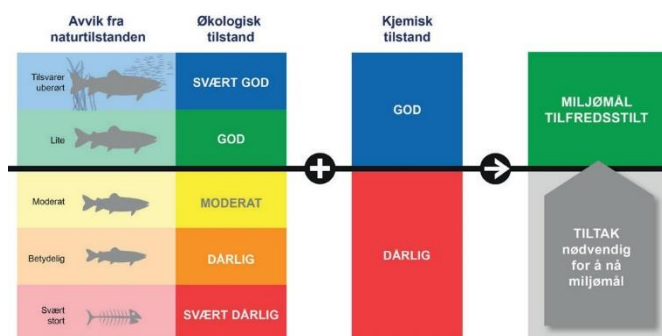 Avvik fra
naturtilstanden
Økologisk
tilstand
Kjemisk
tilstand
Tilsvarer
uberørt
SVÆRT GOD
Lite
GOD
Moderat
MODERAT
Betydelig
DÅRLIG
Svært
stort
SVÆRT DÅRLIG
GOD
DÅRLIG
MILJØMÅL
TILFREDSSTILT
TILTAK
nødvendig
for å nå
miljømål